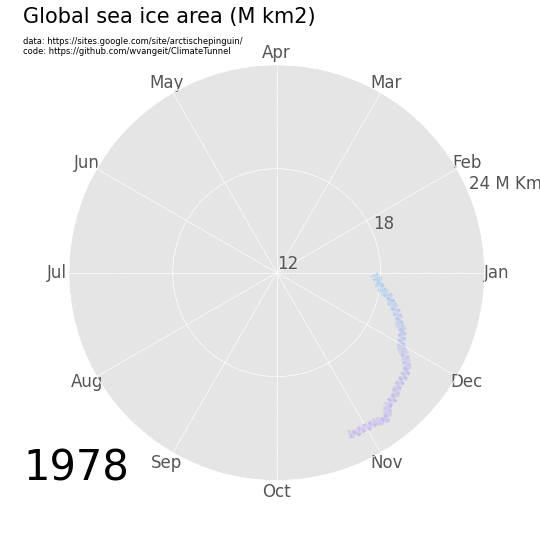 Global sea ice area (M km2)
data: https://sites.google.com/site/arctischepinguin/
code: https://github.com/wvangeit/ClimateTunnel
Apr
May
Mar
Jun
Feb
24 M Km
18
12
Jul
Jan
Aug
Dec
1978
Sep
Nov
Oct